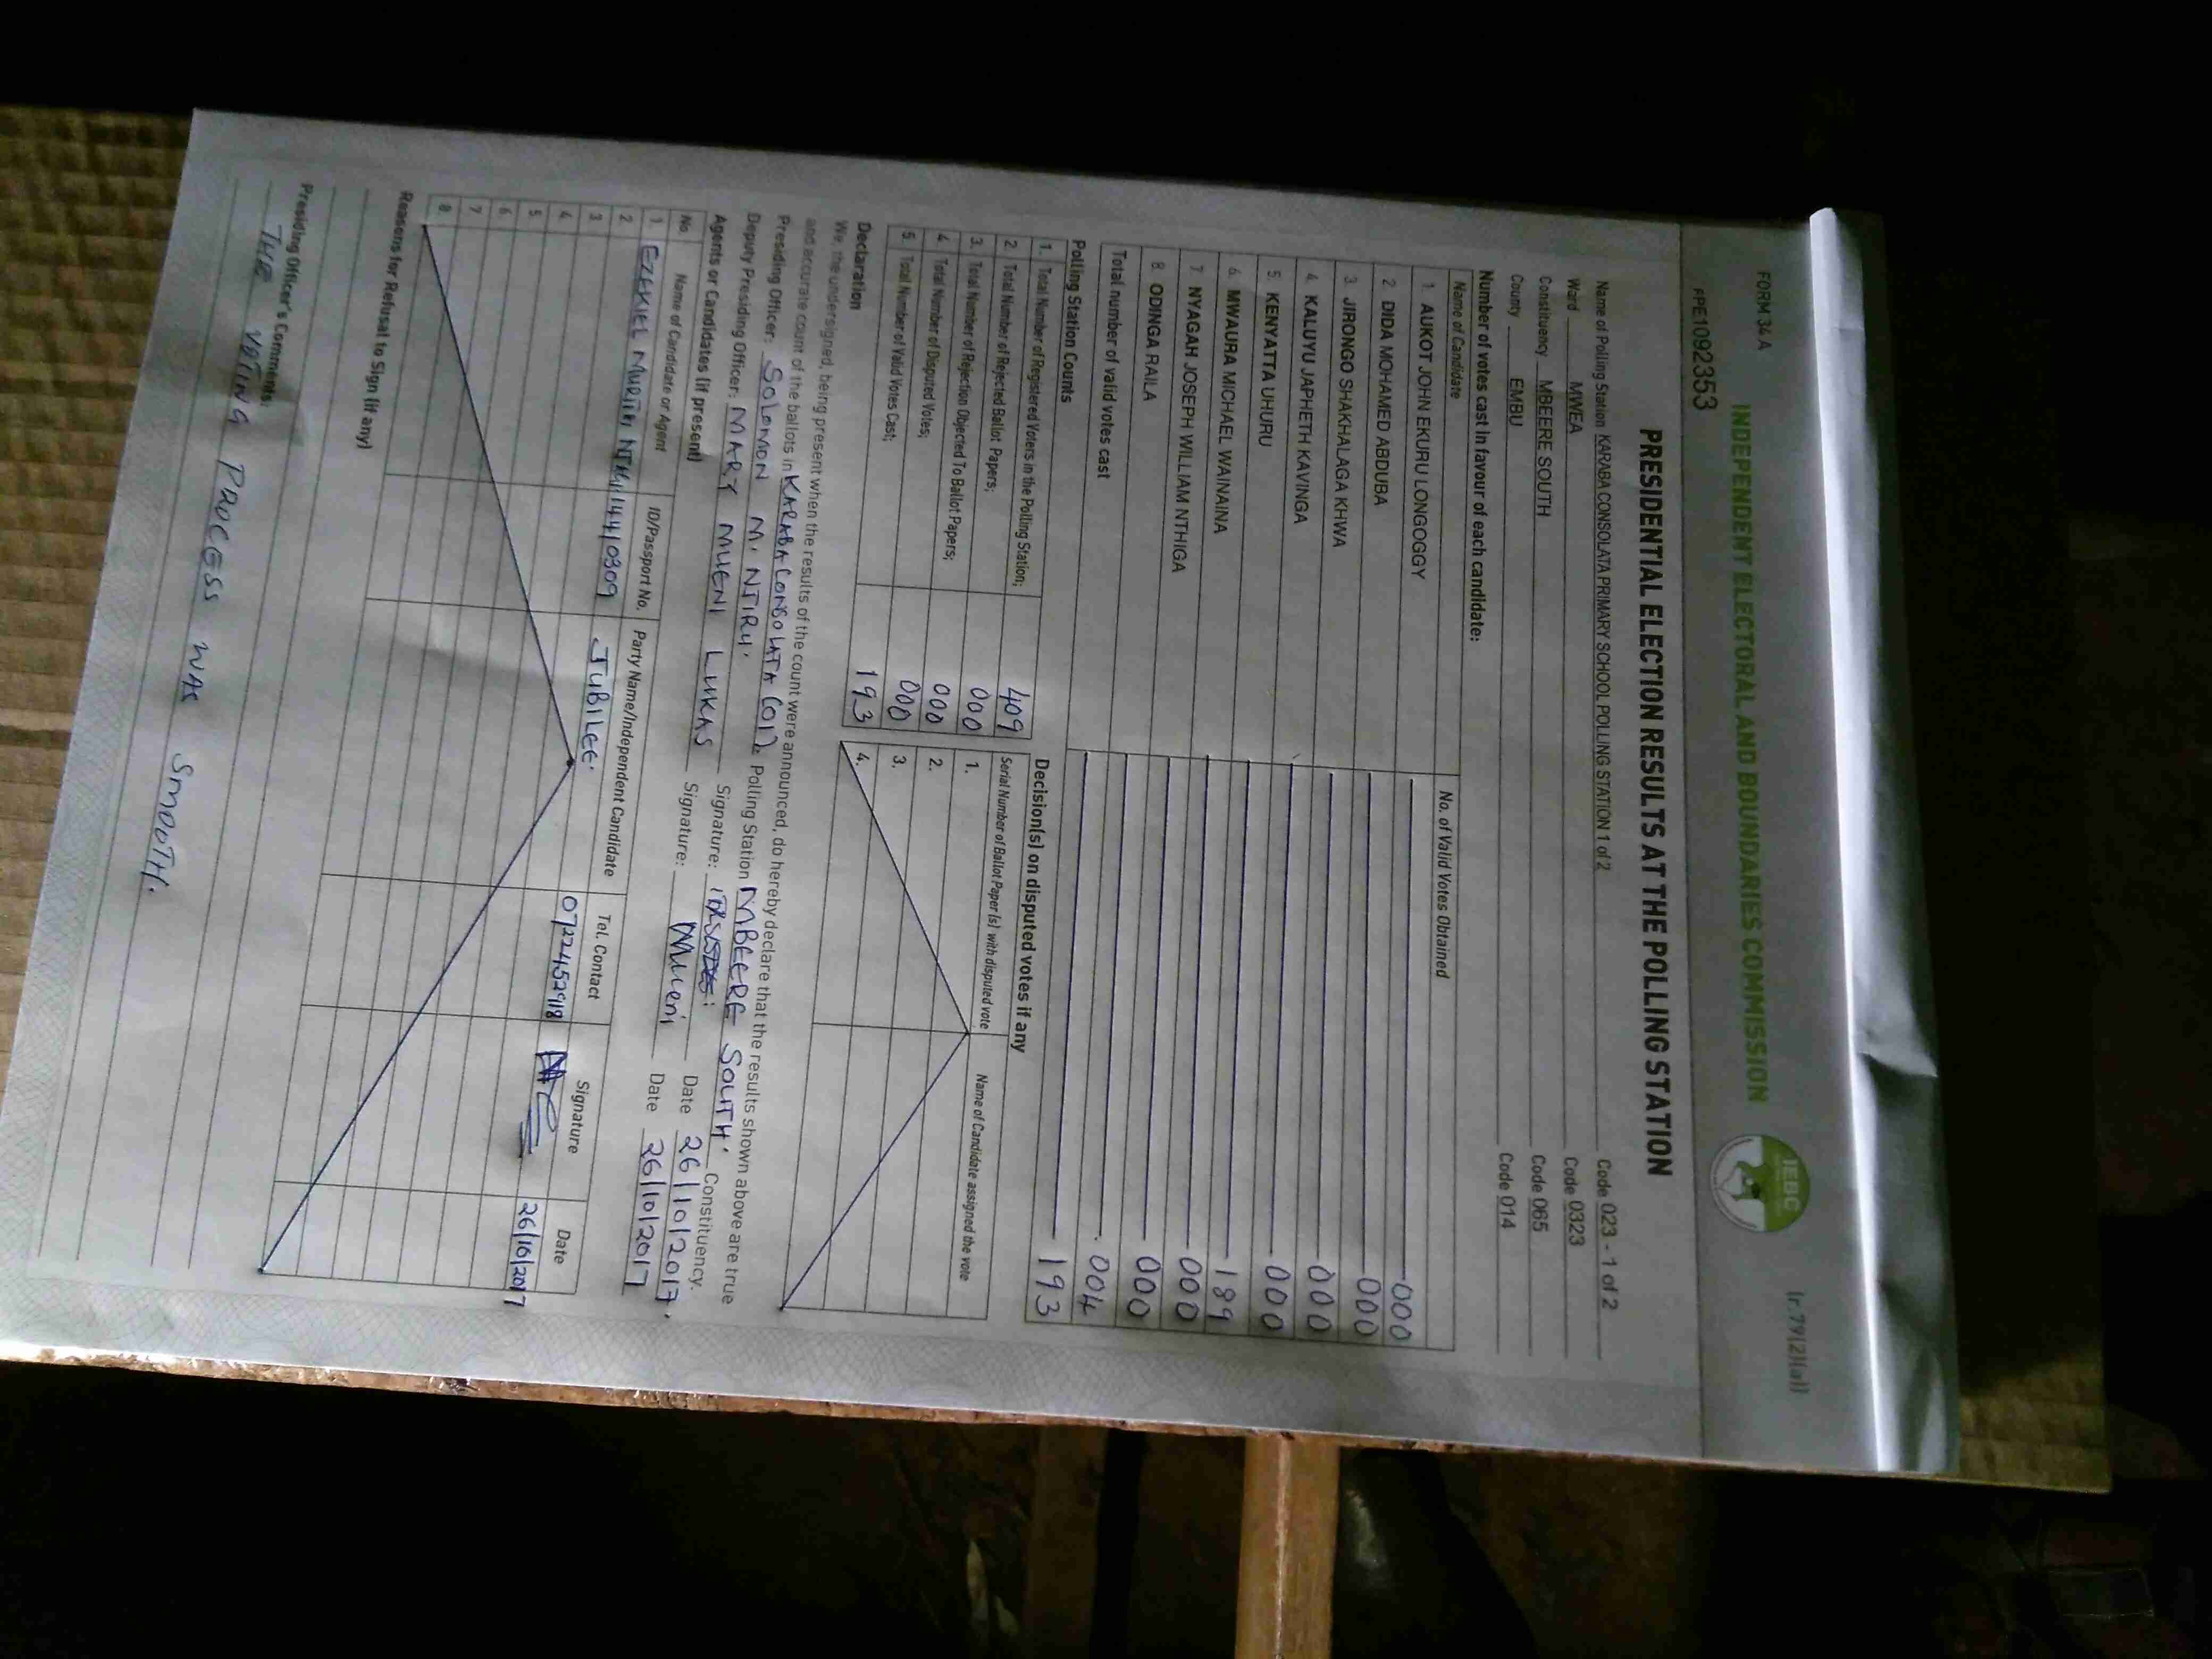 FORM 34A (r.79(2)(a))
INDEPENDENT ELECTORAL AND BOUNDARIES COMMISSION
IEBC
PE1092353
PRESIDENTIAL ELECTION RESULTS AT THE POLLING STATION
Name of Polling Station KARABA CONSOLATA PRIMARY SCHOOL POLLING STATION 1 of 2 Code 023 - 1 of 2
Ward MWEA Code 0323
Constituency MBEERE SOUTH Code 065
County EMBU Code 014
Number of votes cast in favour of each candidate:
Name of Candidate No. of Valid Votes Obtained
1. AUKOT JOHN EKURU LONGOGGY 000
2. DIDA MOHAMED ABDUBA 000
3. JIRONGO SHAKHALAGA KHWA 000
4. KALUYU JAPHETH KAVINGA 000
5. KENYATTA UHURU 189
6. MWAURA MICHAEL WAINAINA 000
7. NYAGAH JOSEPH WILLIAM NTHIGA 000
8. ODINGA RAILA 004
Total number of valid votes cast 193
Polling Station Counts
1. Total Number of Registered Voters in the Polling Station; 409
2. Total Number of Rejected Ballot Papers; 000
3. Total Number of Rejection Objected To Ballot Papers; 000
4. Total Number of Disputed Votes; 000
5. Total Number of Valid Votes Cast; 193
Decision(s) on disputed votes if any
Serial Number of Ballot Paper (s) with disputed vote Name of Candidate assigned the vote
1.
2.
3.
4.
Declaration
We, the undersigned, being present when the results of the count were announced, do hereby declare that the results shown above are true
and accurate count of the ballots in KARABA CONSOLATA (01). Polling Station MBEERE SOUTH. Constituency.
Presiding Officer: SOLOMON M. NJIRU. Signature: Date 26/10/2017.
Deputy Presiding Officer: MARY MUENI LUKAS Signature: Mueni Date 26/10/2017
Agents or Candidates (if present)
No. Name of Candidate or Agent ID/Passport No. Party Name/Independent Candidate Tel. Contact Signature Date
1. EZAKIEL MURIITHI NTHIGI 14410309 JUBILEE. 0722452918 26/10/2017
2.
3.
4.
5.
6.
7.
8.
Reasons for Refusal to Sign (if any)
Presiding Officer's Comments:
THE VOTING PROCESS WAS SMOOTH.